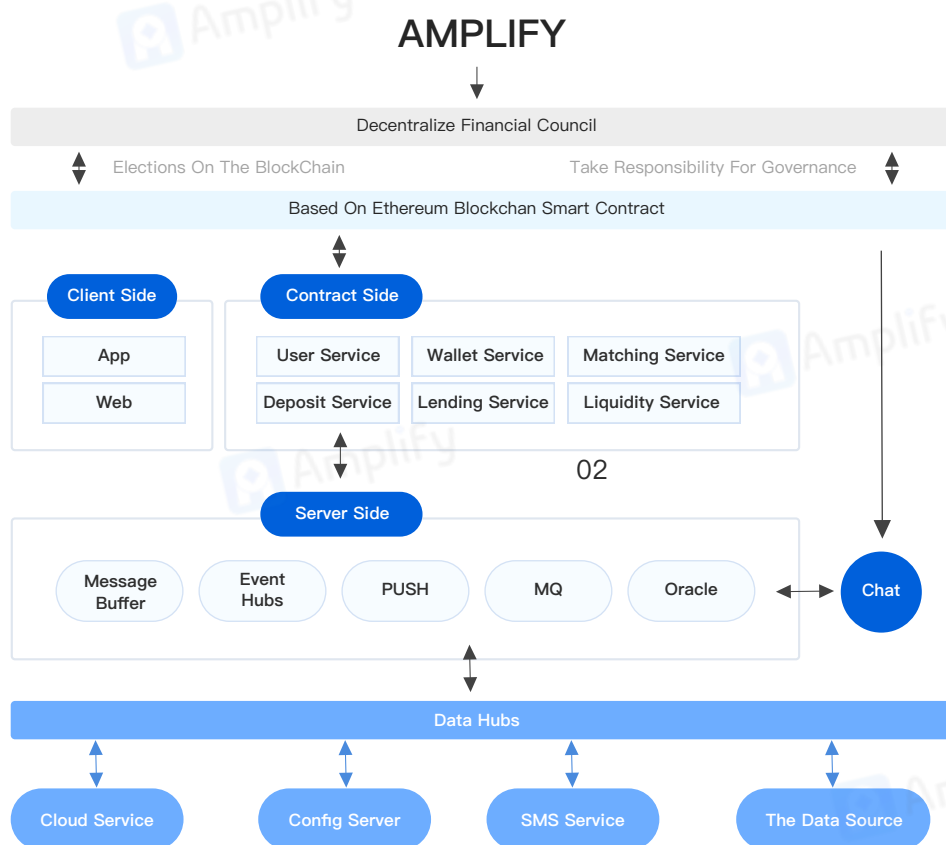 Amplify
AMPLIFY
Decentralize Financial Council
Elections On The BlockChain
Take Responsibility For Governance
Based On Ethereum Blockchan Smart Contract
Client Side
Contract Side
App
User Service
Wallet Service
Matching Service
Amplify
Web
Deposit Service
Lending Service
Liquidity Service
Amplify
02
Server Side
Message
Buffer
Event
Hubs
PUSH
MQ
Oracle
Chat
Data Hubs
Cloud Service
Config Server
SMS Service
The Data Source